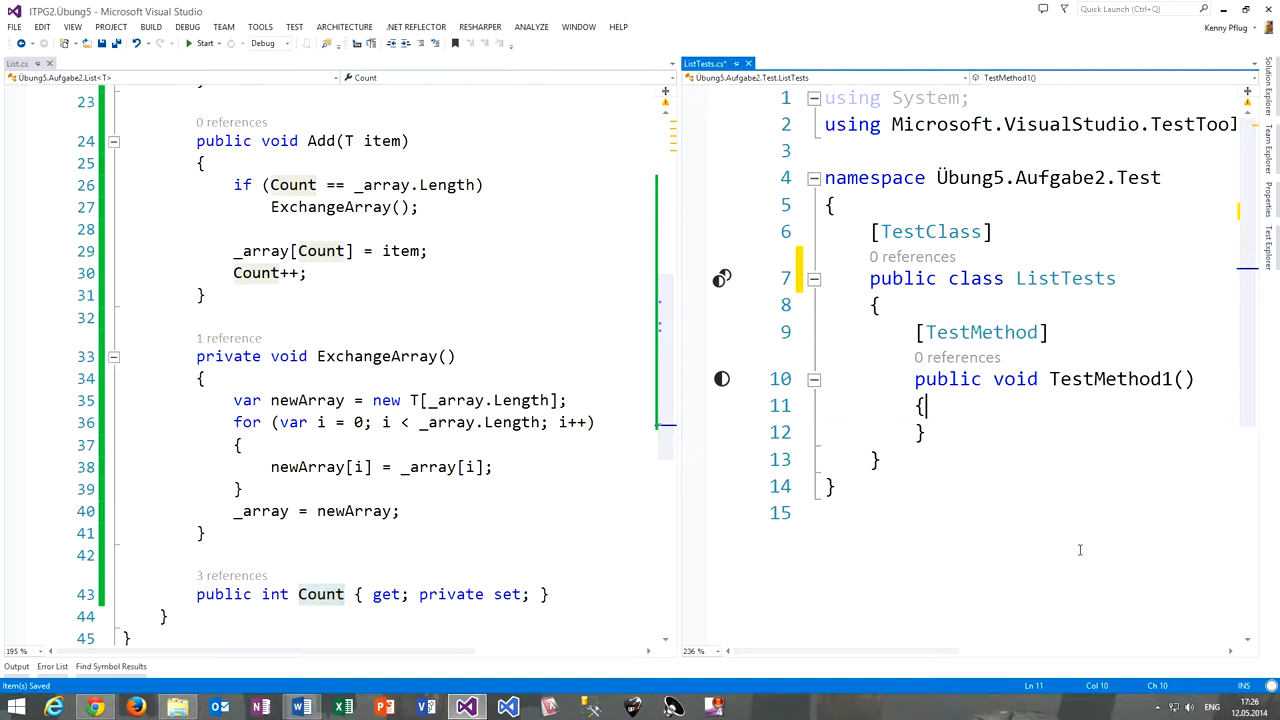 ITPG2.Übung5 - Microsoft Visual Studio
Quick Launch (Ctrl+Q)
FILE EDIT VIEW PROJECT BUILD DEBUG TEAM TOOLS TEST ARCHITECTURE .NET REFLECTOR RESHARPER ANALYZE WINDOW HELP
Kenny Pflug
Start Debug
List.cs
ListTests.cs*
Übung5.Aufgabe2.List<T>
Count
Übung5.Aufgabe2.Test.ListTests
TestMethod1()
23
0 references
24 public void Add(T item)
25 {
26 if (Count == _array.Length)
27 ExchangeArray();
28
29 _array[Count] = item;
30 Count++;
31 }
32
1 reference
33 private void ExchangeArray()
34 {
35 var newArray = new T[_array.Length];
36 for (var i = 0; i < _array.Length; i++)
37 {
38 newArray[i] = _array[i];
39 }
40 _array = newArray;
41 }
42
3 references
43 public int Count { get; private set; }
44 }
45 }
195 %
1 using System;
2 using Microsoft.VisualStudio.TestTool
3
4 namespace Übung5.Aufgabe2.Test
5 {
6 [TestClass]
0 references
7 public class ListTests
8 {
9 [TestMethod]
0 references
10 public void TestMethod1()
11 {
12 }
13 }
14 }
15
236 %
Solution Explorer
Team Explorer
Properties
Test Explorer
Output Error List Find Symbol Results
Item(s) Saved
Ln 11 Col 10 Ch 10 INS
ENG
17:26
12.05.2014